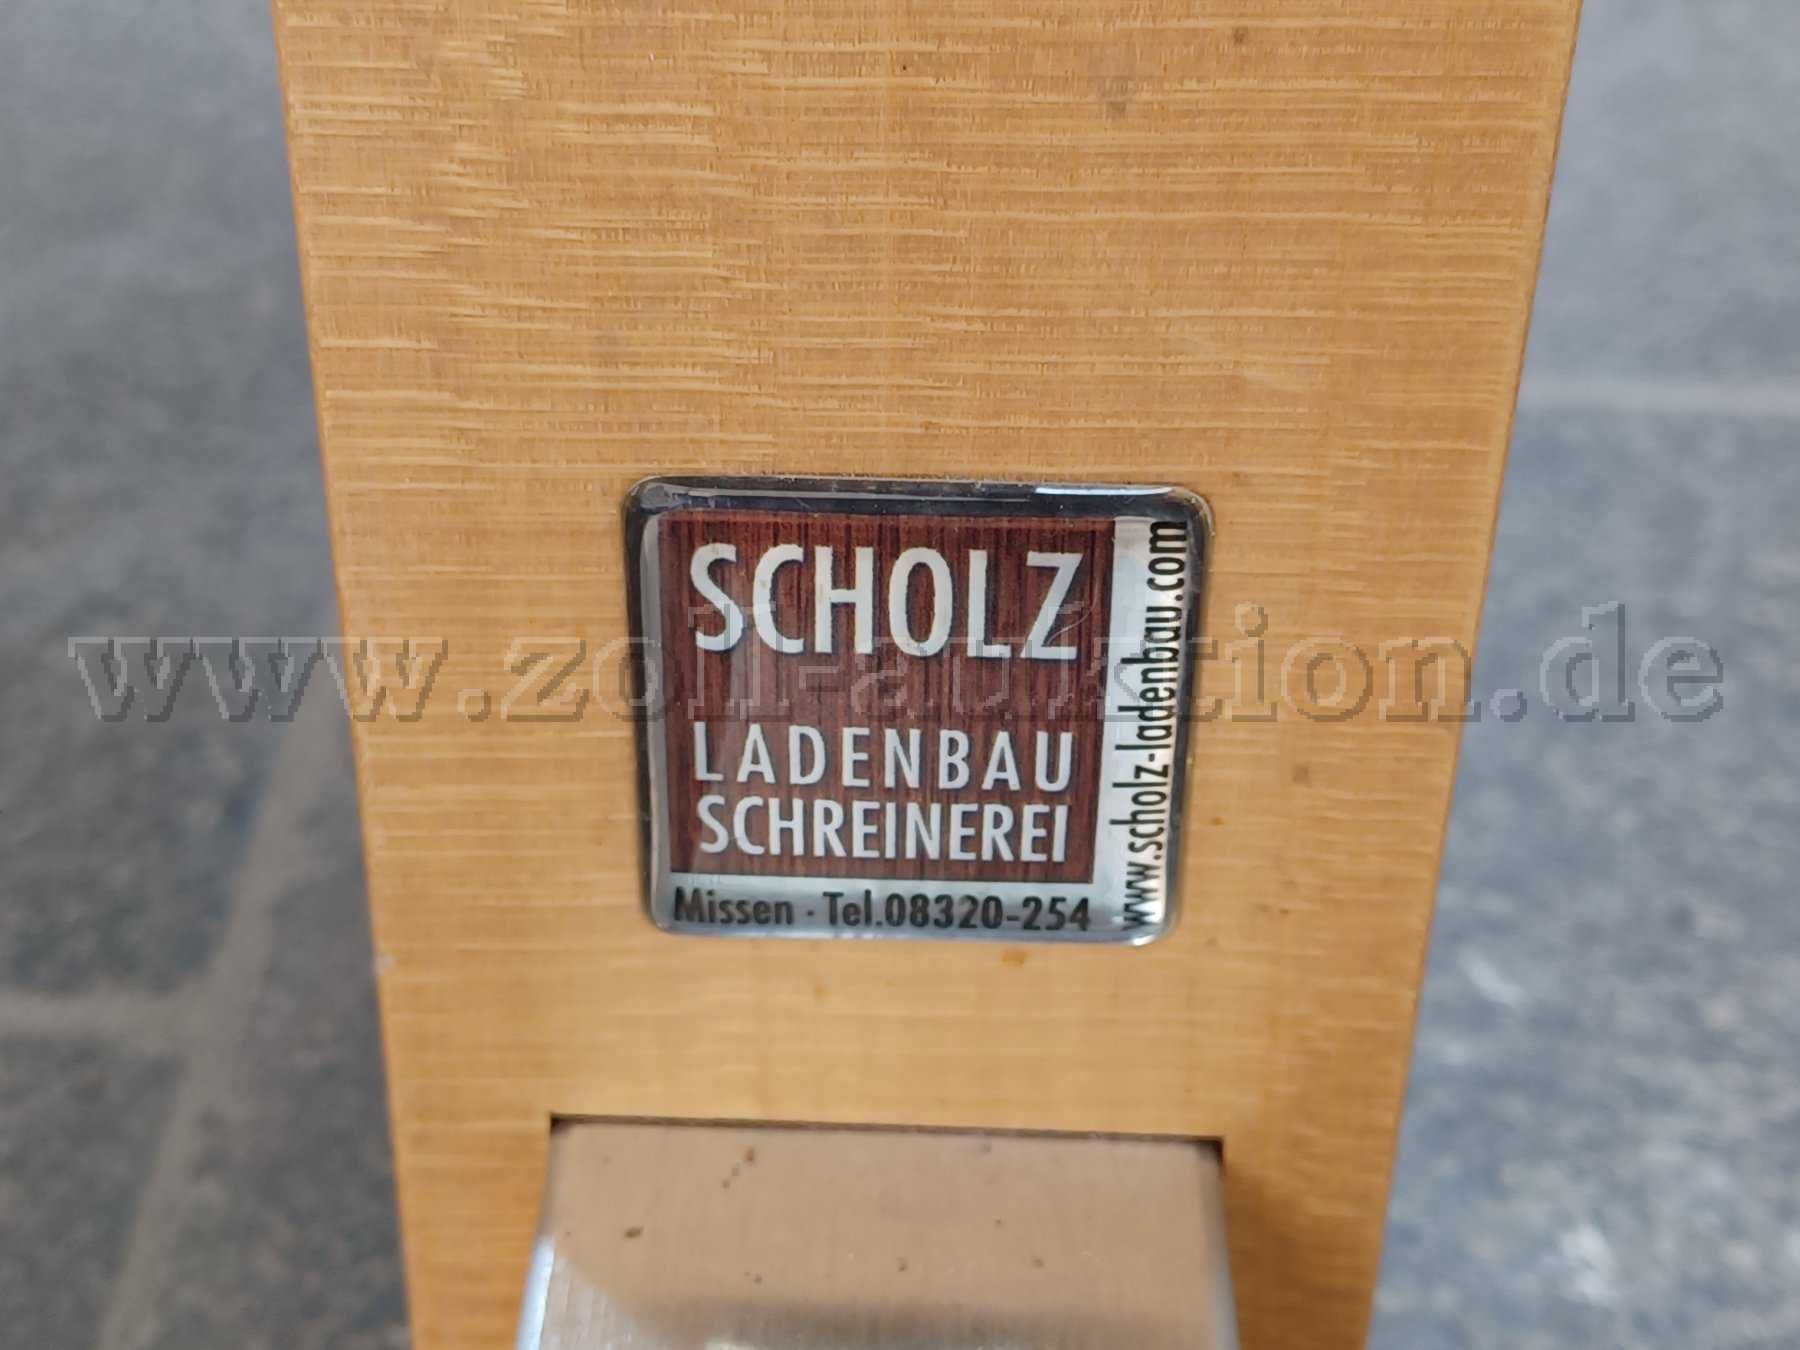 SCHOLZ
LADENBAU
SCHREINEREI
Missen · Tel.08320-254
www.scholz-ladenbau.com
www.zoll-auktion.de